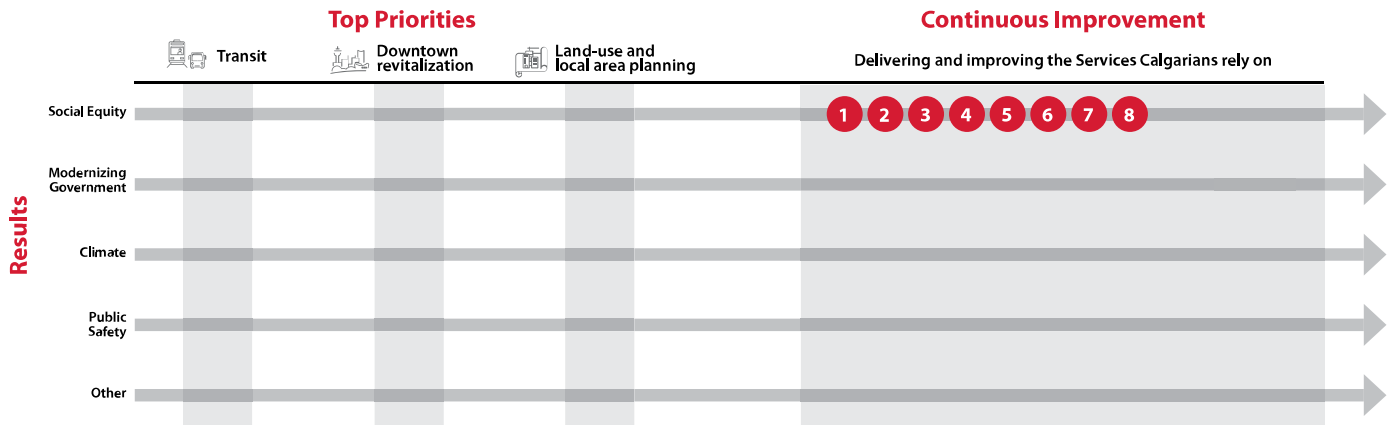 Top Priorities
Continuous Improvement
Transit
Downtown
revitalization
Land-use and
local area planning
Delivering and improving the Services Calgarians rely on
Results
Social Equity
1 2 3 4 5 6 7 8
Modernizing
Government
Climate
Public
Safety
Other